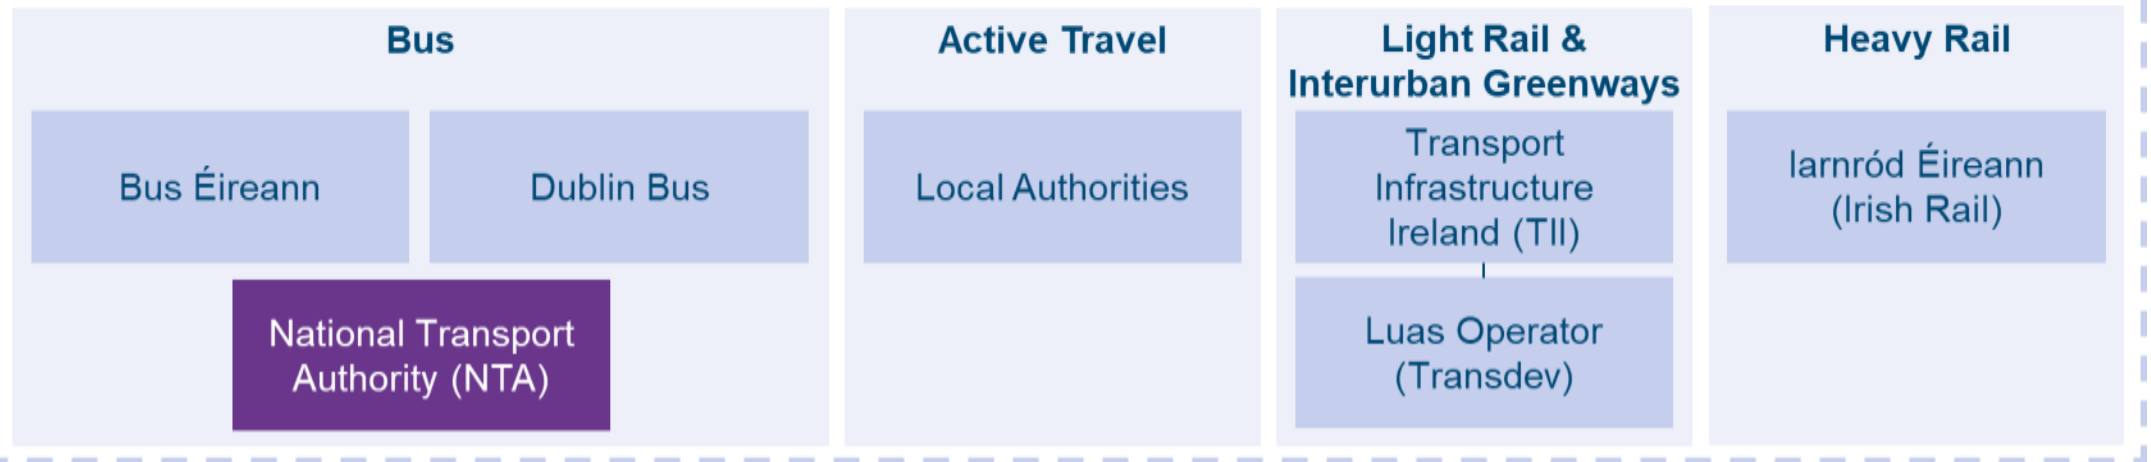 Bus
Bus Éireann
Dublin Bus
National Transport
Authority (NTA)
Active Travel
Local Authorities
Light Rail &
Interurban Greenways
Transport
Infrastructure
Ireland (TII)
Luas Operator
(Transdev)
Heavy Rail
Iarnród Éireann
(Irish Rail)